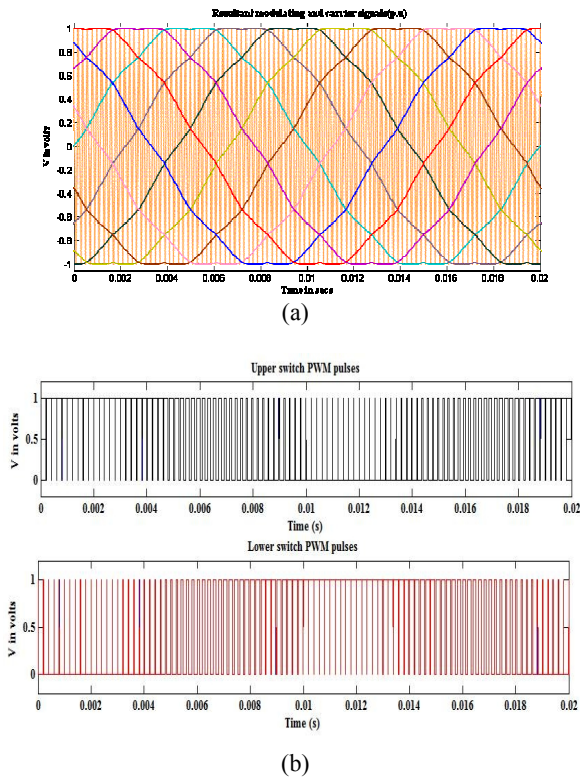 Resultant modulating and carrier signals(p.u)
V in volts
1
0.8
0.6
0.4
0.2
0
-0.2
-0.4
-0.6
-0.8
-1
0 0.002 0.004 0.006 0.008 0.01 0.012 0.014 0.016 0.018 0.02
Time in secs
(a)
Upper switch PWM pulses
V in volts
1
0.5
0
0 0.002 0.004 0.006 0.008 0.01 0.012 0.014 0.016 0.018 0.02
Time (s)
Lower switch PWM pulses
V in volts
1
0.5
0
0 0.002 0.004 0.006 0.008 0.01 0.012 0.014 0.016 0.018 0.02
Time (s)
(b)